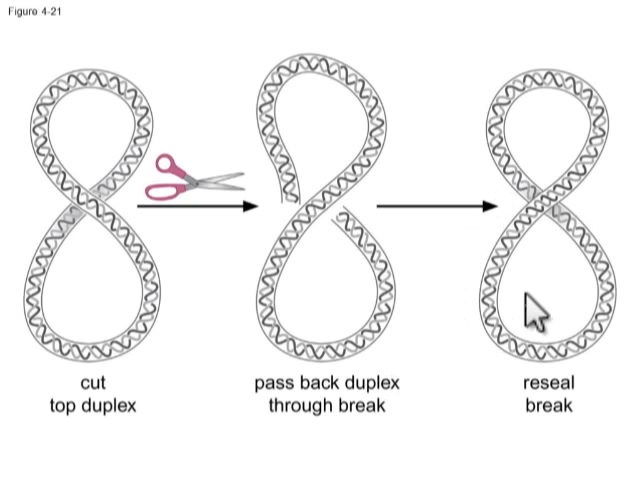 Figure 4-21
cut
top duplex
pass back duplex
through break
reseal
break